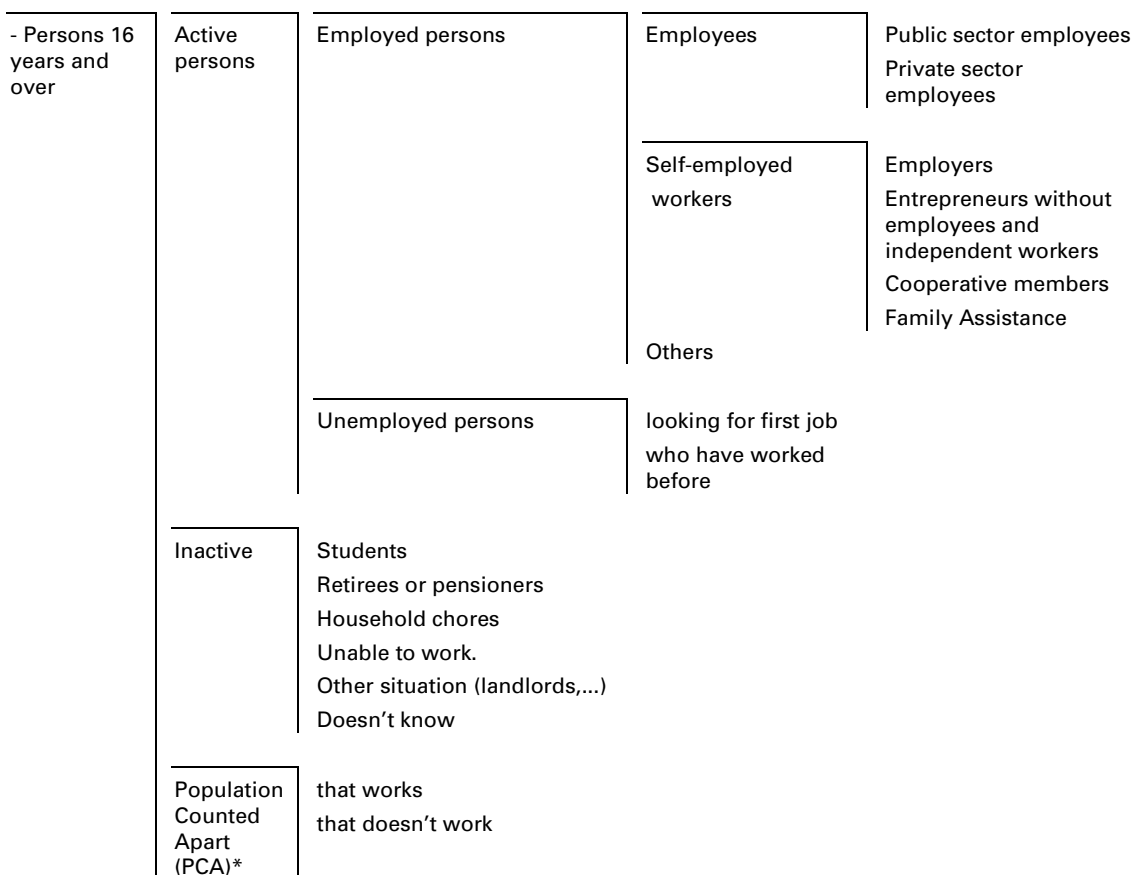 - Persons 16
years and
over
Active
persons
Employed persons
Employees
Public sector employees
Private sector
employees
Self-employed
workers
Employers
Entrepreneurs without
employees and
independent workers
Cooperative members
Family Assistance
Others
Unemployed persons
looking for first job
who have worked
before
Inactive
Students
Retirees or pensioners
Household chores
Unable to work.
Other situation (landlords,...)
Doesn't know
Population
Counted
Apart
(PCA)*
that works
that doesn't work